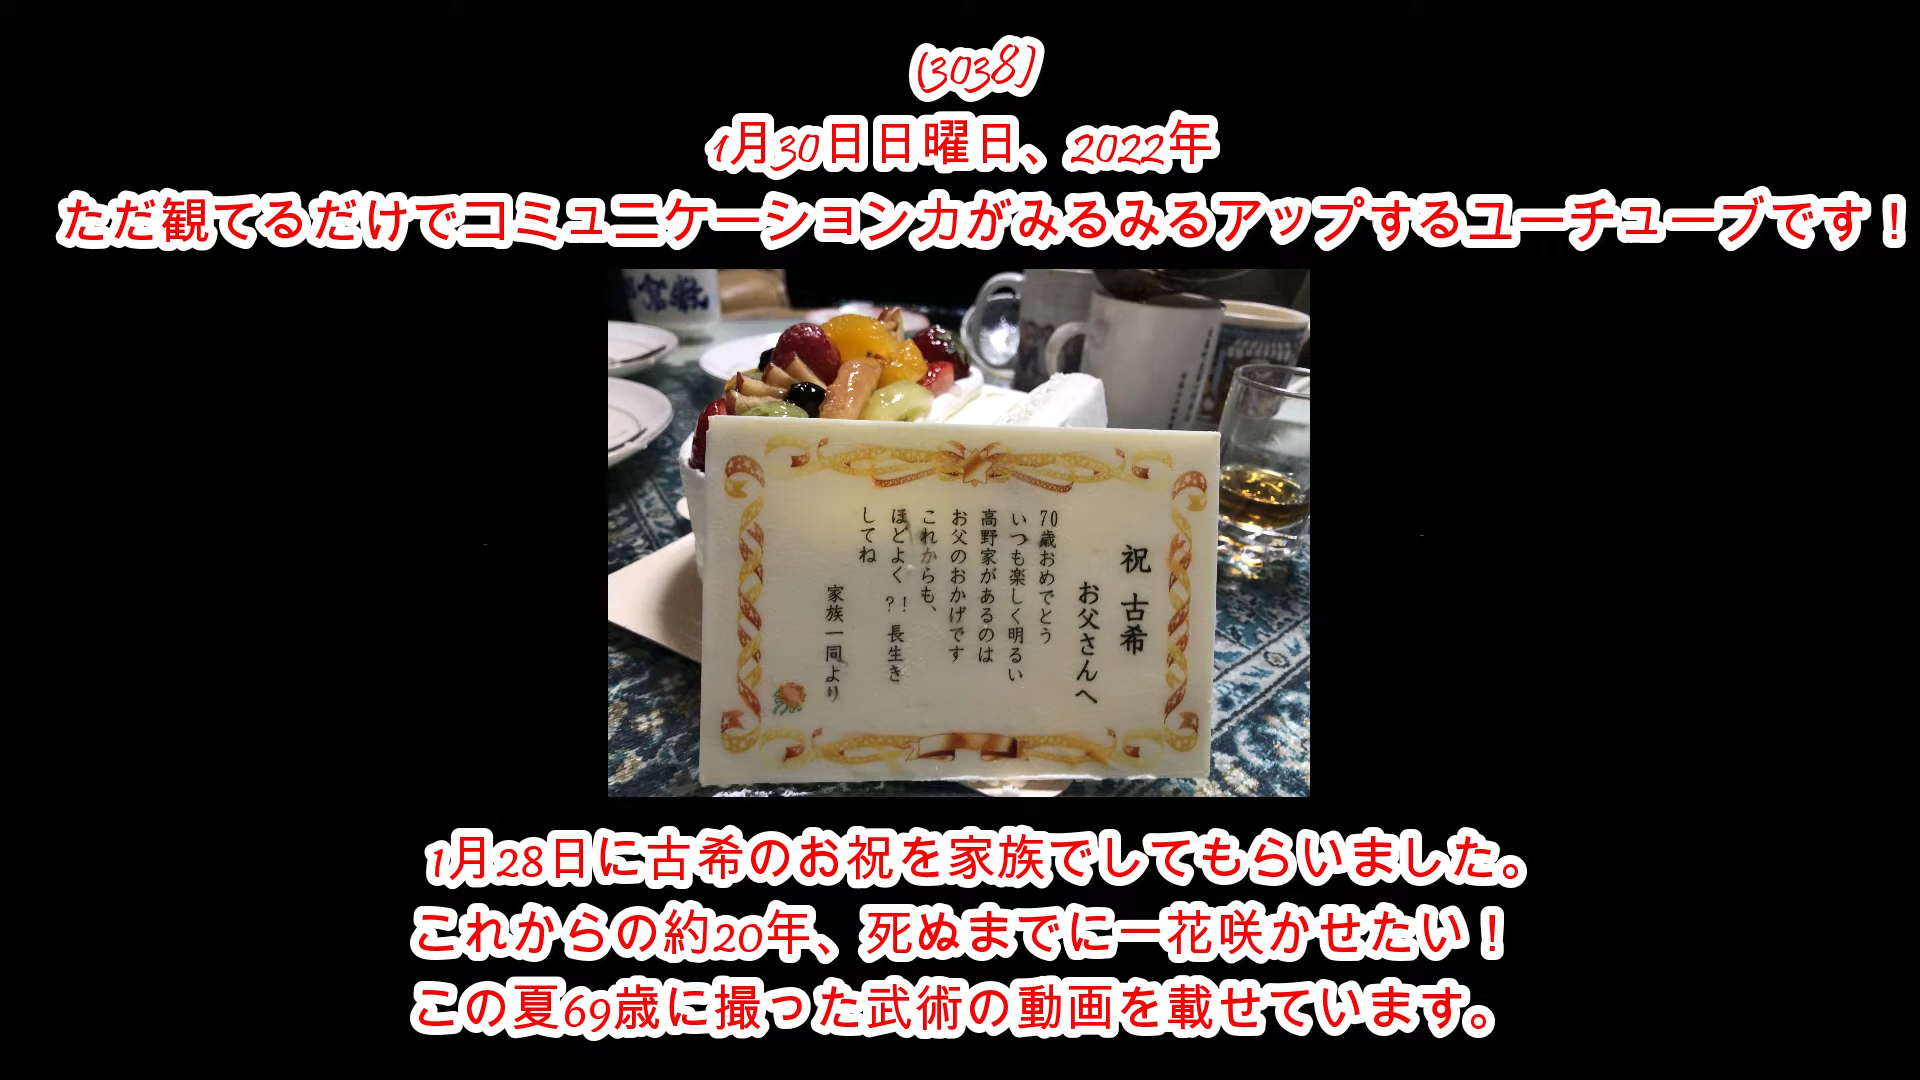 (3038)
1月30日日曜日、2022年
ただ観てるだけでコミュニケーション力がみるみるアップするユーチューブです！
祝 古希
お父さんへ
70歳おめでとう
いつも楽しく明るい
高野家があるのは
お父のおかげです
これからも、
ほどよく?！長生き
してね
家族一同より
1月28日に古希のお祝を家族でしてもらいました。
これからの約20年、死ぬまでに一花咲かせたい！
この夏69歳に撮った武術の動画を載せています。